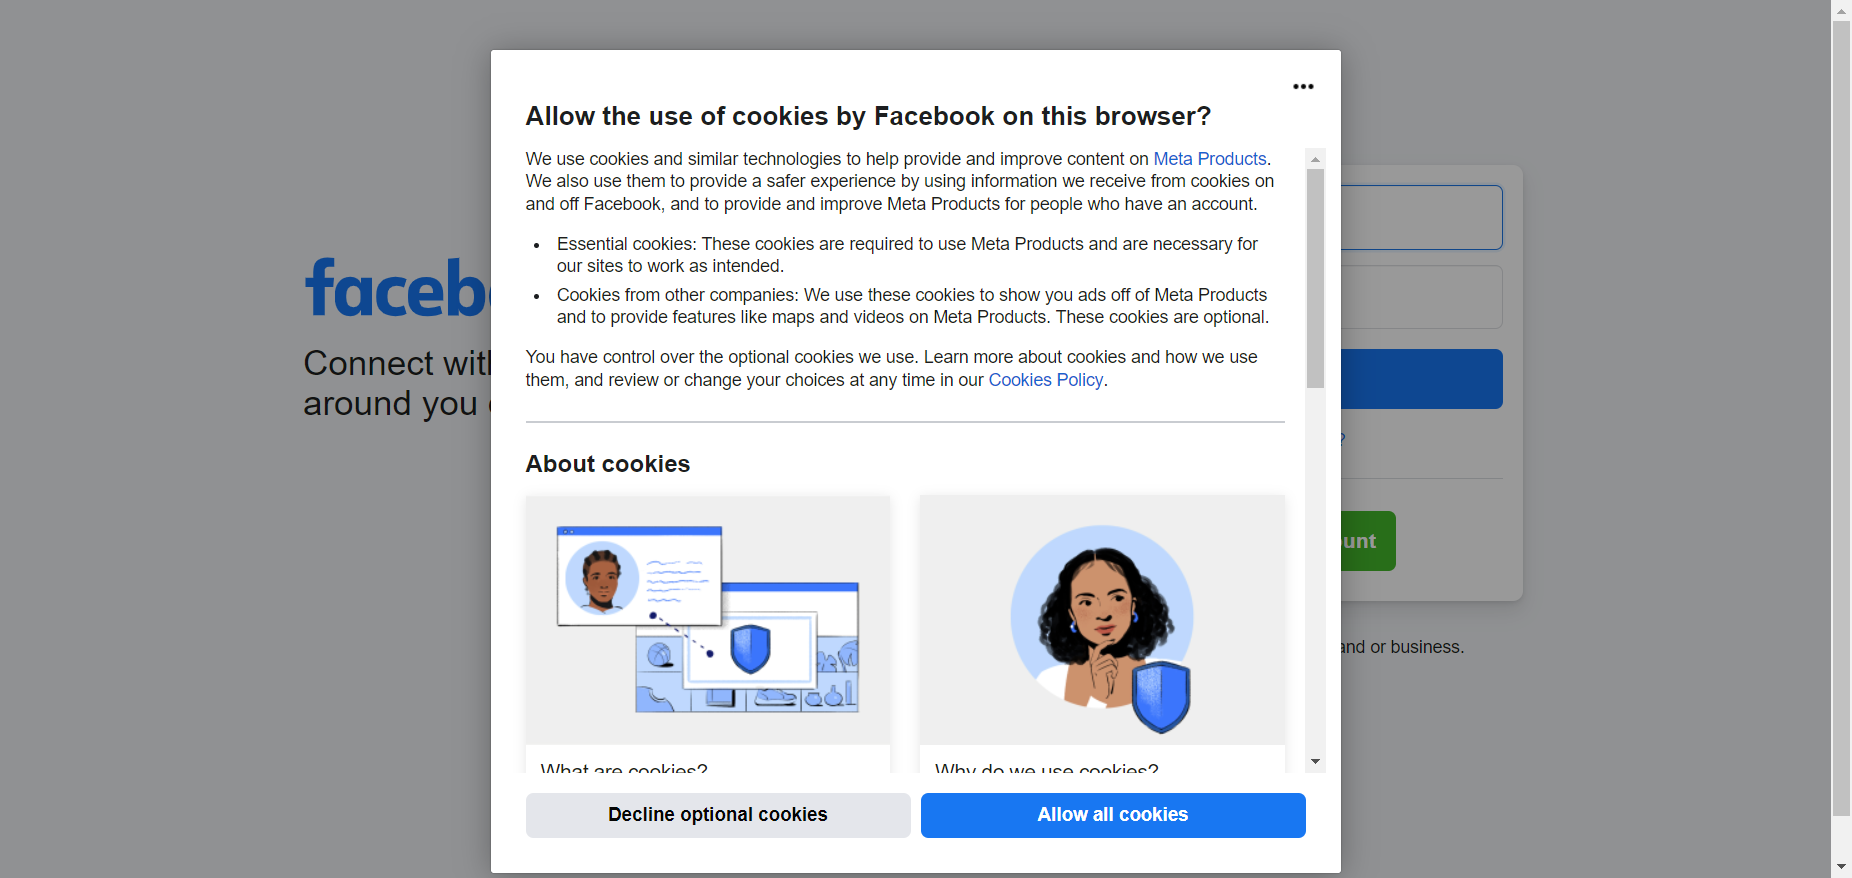 Allow the use of cookies by Facebook on this browser?
We use cookies and similar technologies to help provide and improve content on Meta Products.
We also use them to provide a safer experience by using information we receive from cookies on
and off Facebook, and to provide and improve Meta Products for people who have an account.
• Essential cookies: These cookies are required to use Meta Products and are necessary for
our sites to work as intended.
• Cookies from other companies: We use these cookies to show you ads off of Meta Products
and to provide features like maps and videos on Meta Products. These cookies are optional.
You have control over the optional cookies we use. Learn more about cookies and how we use
them, and review or change your choices at any time in our Cookies Policy.
About cookies
What are cookies?
Why do we use cookies?
Decline optional cookies
Allow all cookies
faceb
Connect with
around you
?
unt
and or business.